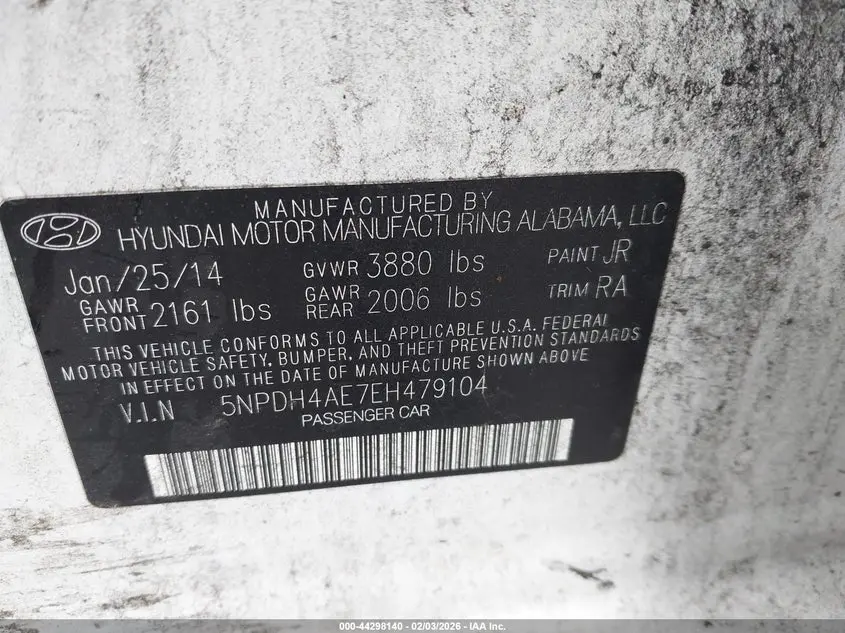 MANUFACTURED BY
HYUNDAI MOTOR MANUFACTURING ALABAMA, LLC
Jan/25/14 GVWR 3880 lbs PAINT JR
GAWR FRONT 2161 lbs GAWR REAR 2006 lbs TRIM RA
THIS VEHICLE CONFORMS TO ALL APPLICABLE U.S.A. FEDERAL
MOTOR VEHICLE SAFETY, BUMPER, AND THEFT PREVENTION STANDARDS
IN EFFECT ON THE DATE OF MANUFACTURE SHOWN ABOVE
V.I.N 5NPDH4AE7EH479104
PASSENGER CAR
000-44298140 - 02/03/2026 - IAA Inc.